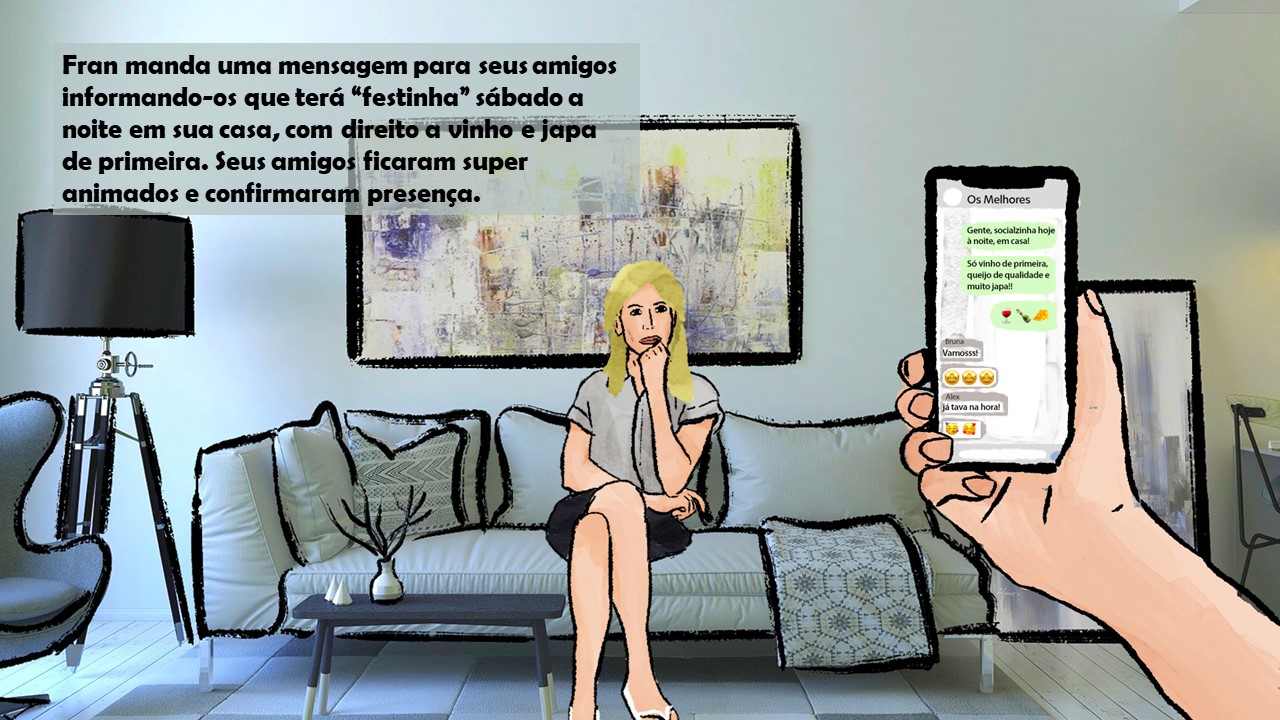 Fran manda uma mensagem para seus amigos
informando-os que terá “festinha” sábado a
noite em sua casa, com direito a vinho e japa
de primeira. Seus amigos ficaram super
animados e confirmaram presença.
Os Melhores
Gente, socialzinha hoje
à noite, em casa!
Só vinho de primeira,
queijo de qualidade e
muito japa!!
Bruna
Vamosss!
Alex
já tava na hora!